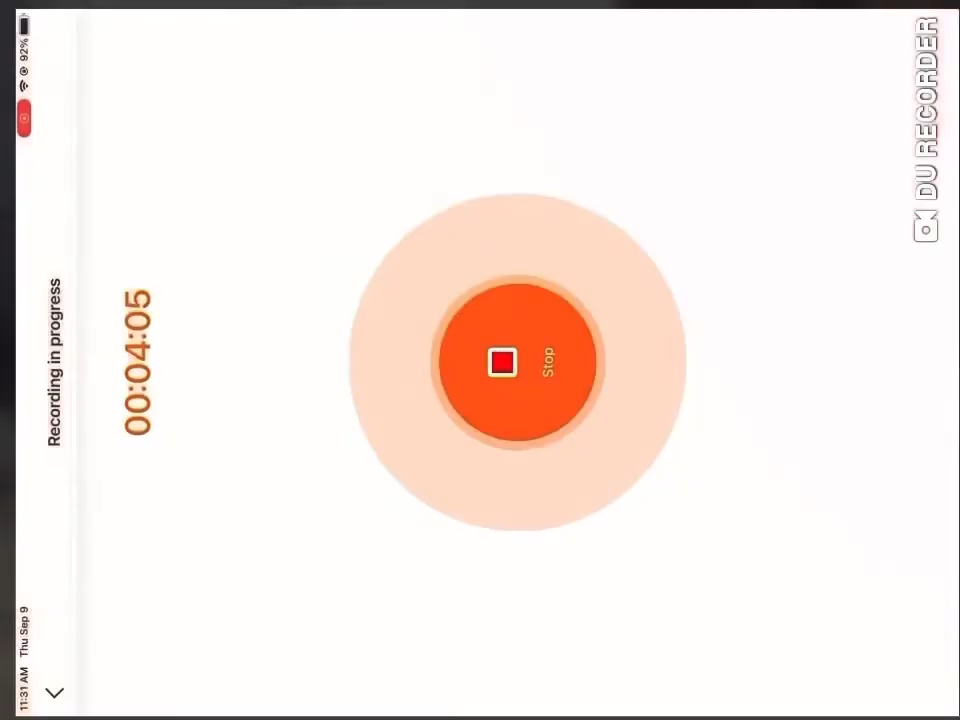 11:31 AM Thu Sep 9
92%
Recording in progress
00:04:05
Stop
DU RECORDER